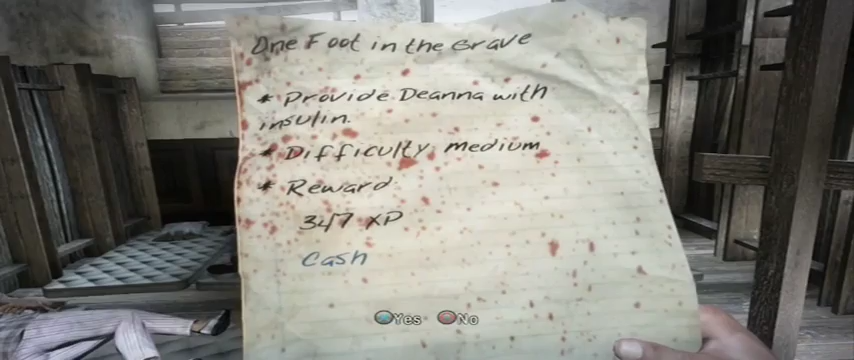 One Foot in the Grave
* Provide Deanna with
insulin.
* Difficulty medium
* Reward
347 XP
Cash
Yes No